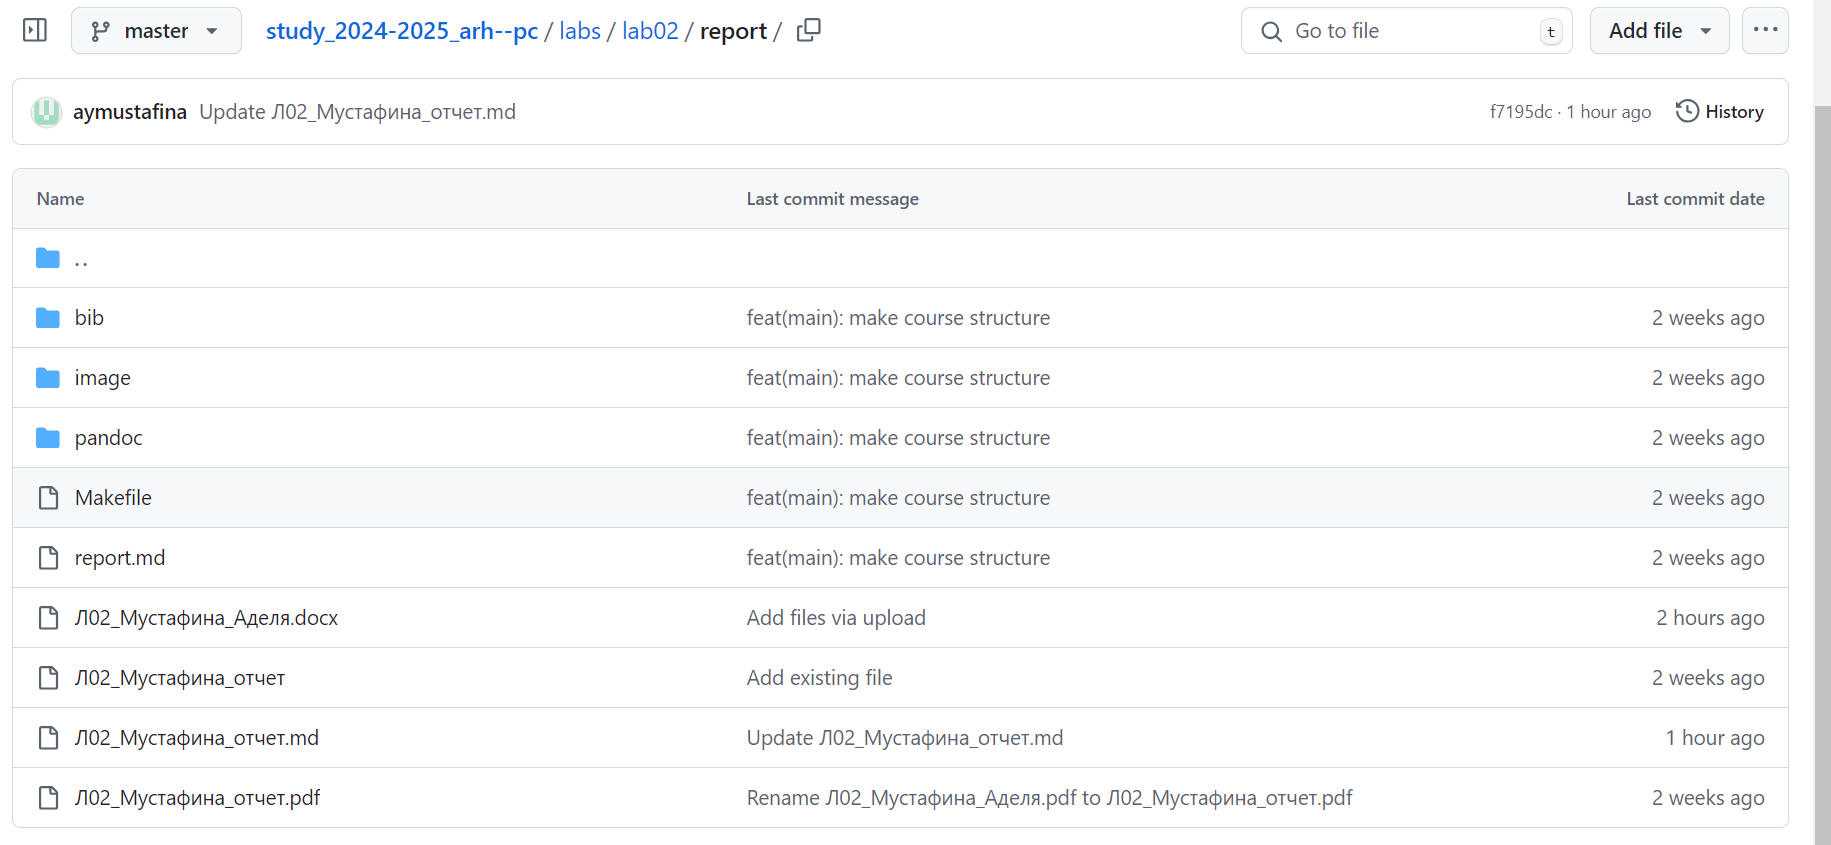 master study_2024-2025_arh--pc / labs / lab02 / report / Go to file t Add file ...
aymustafina Update Л02_Мустафина_отчет.md f7195dc · 1 hour ago History
Name Last commit message Last commit date
..
bib feat(main): make course structure 2 weeks ago
image feat(main): make course structure 2 weeks ago
pandoc feat(main): make course structure 2 weeks ago
Makefile feat(main): make course structure 2 weeks ago
report.md feat(main): make course structure 2 weeks ago
Л02_Мустафина_Аделя.docx Add files via upload 2 hours ago
Л02_Мустафина_отчет Add existing file 2 weeks ago
Л02_Мустафина_отчет.md Update Л02_Мустафина_отчет.md 1 hour ago
Л02_Мустафина_отчет.pdf Rename Л02_Мустафина_Аделя.pdf to Л02_Мустафина_отчет.pdf 2 weeks ago